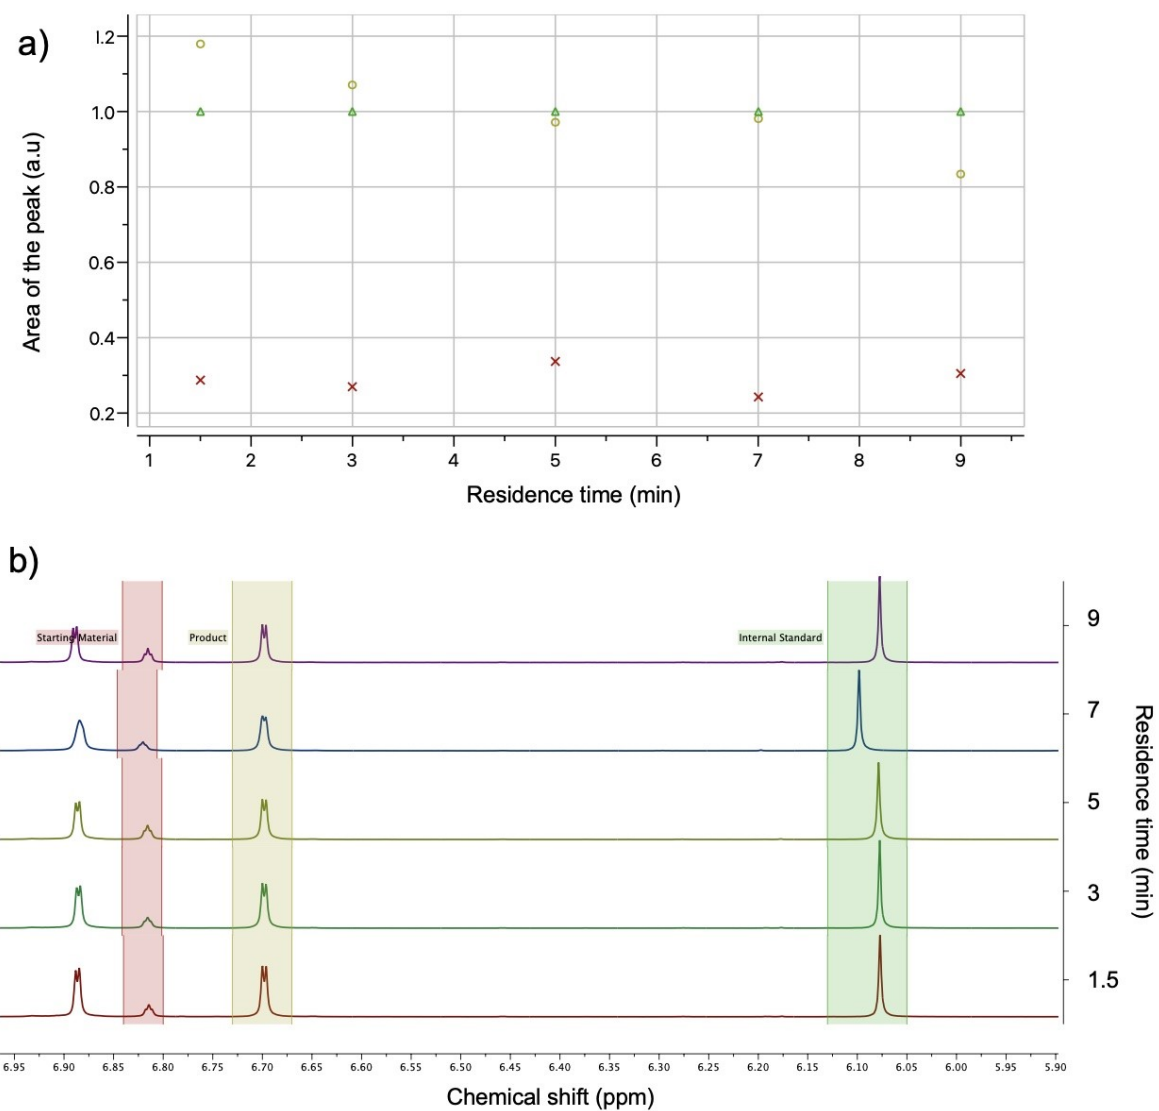 a)
Area of the peak (a.u)
1.2
1.0
0.8
0.6
0.4
0.2
1 2 3 4 5 6 7 8 9
Residence time (min)
b)
Starting Material Product Internal Standard
9
7
5
3
1.5
Residence time (min)
6.95 6.90 6.85 6.80 6.75 6.70 6.65 6.60 6.55 6.50 6.45 6.40 6.35 6.30 6.25 6.20 6.15 6.10 6.05 6.00 5.95 5.90
Chemical shift (ppm)